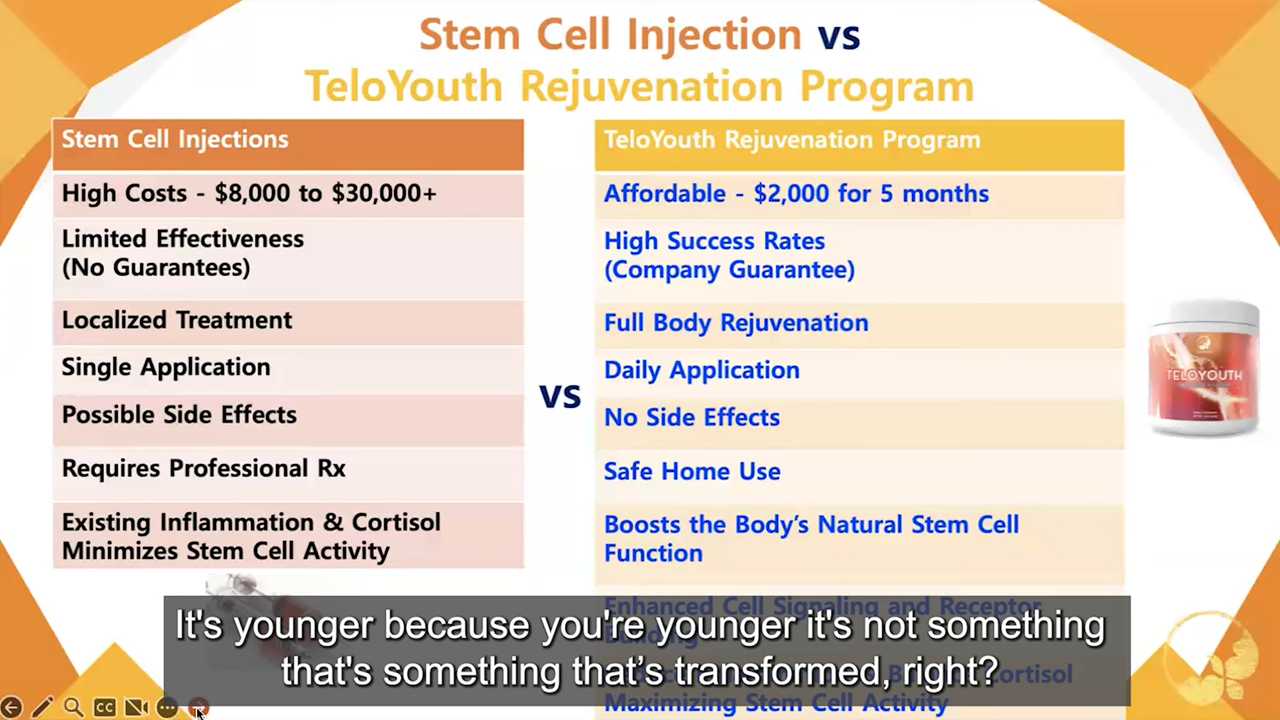 Stem Cell Injection vs
TeloYouth Rejuvenation Program
Stem Cell Injections
High Costs - $8,000 to $30,000+
Limited Effectiveness
(No Guarantees)
Localized Treatment
Single Application
Possible Side Effects
Requires Professional Rx
Existing Inflammation & Cortisol
Minimizes Stem Cell Activity
vs
TeloYouth Rejuvenation Program
Affordable - $2,000 for 5 months
High Success Rates
(Company Guarantee)
Full Body Rejuvenation
Daily Application
No Side Effects
Safe Home Use
Boosts the Body’s Natural Stem Cell
Function
Enhanced Cell Signaling and Receptor
Cortisol
Maximizing Stem Cell Activity
TELOYOUTH
It's younger because you're younger it's not something
that's something that’s transformed, right?
CC